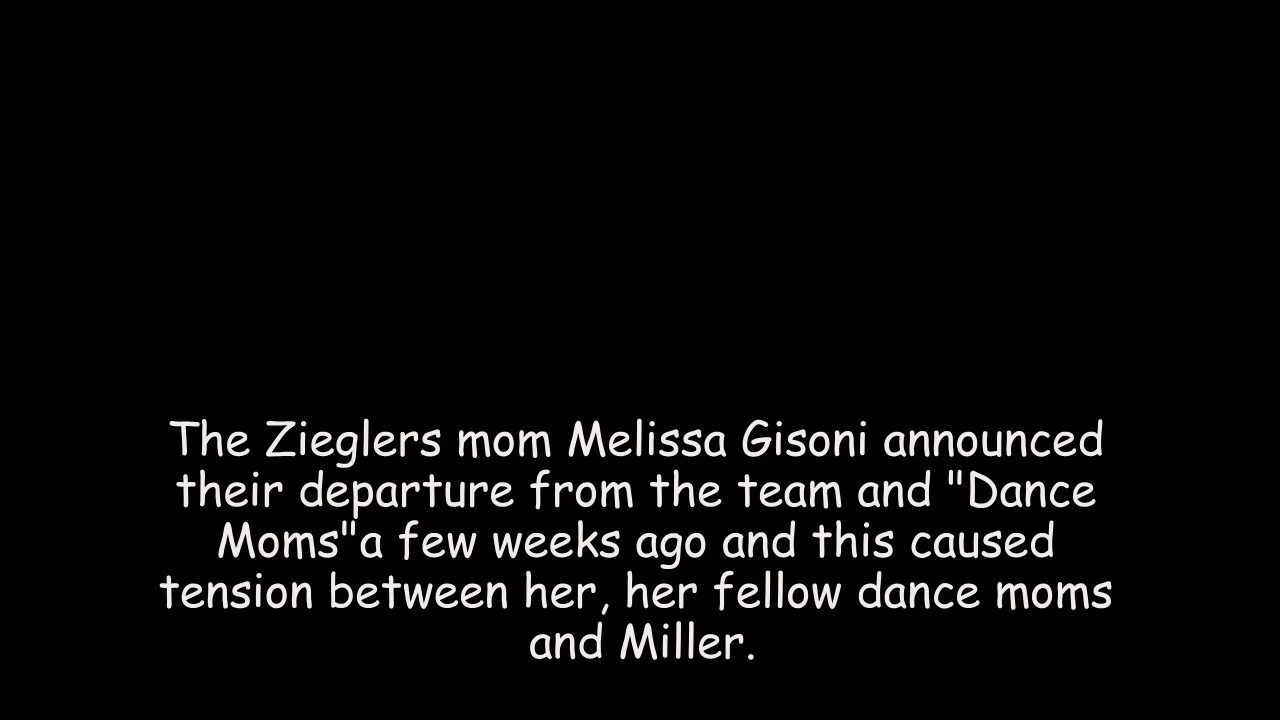 The Zieglers mom Melissa Gisoni announced
their departure from the team and "Dance
Moms"a few weeks ago and this caused
tension between her, her fellow dance moms
and Miller.